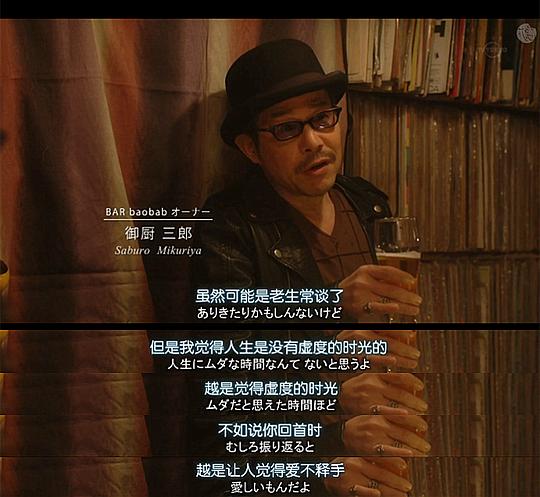 TV TOKYO
BAR baobab オーナー
御厨 三郎
Saburo Mikuriya
虽然可能是老生常谈了
ありきたりかもしんないけど
但是我觉得人生是没有虚度的时光的
人生にムダな時間なんて ないと思うよ
越是觉得虚度的时光
ムダだと思えた時間ほど
不如说你回首时
むしろ振り返ると
越是让人觉得爱不释手
愛しいもんだよ